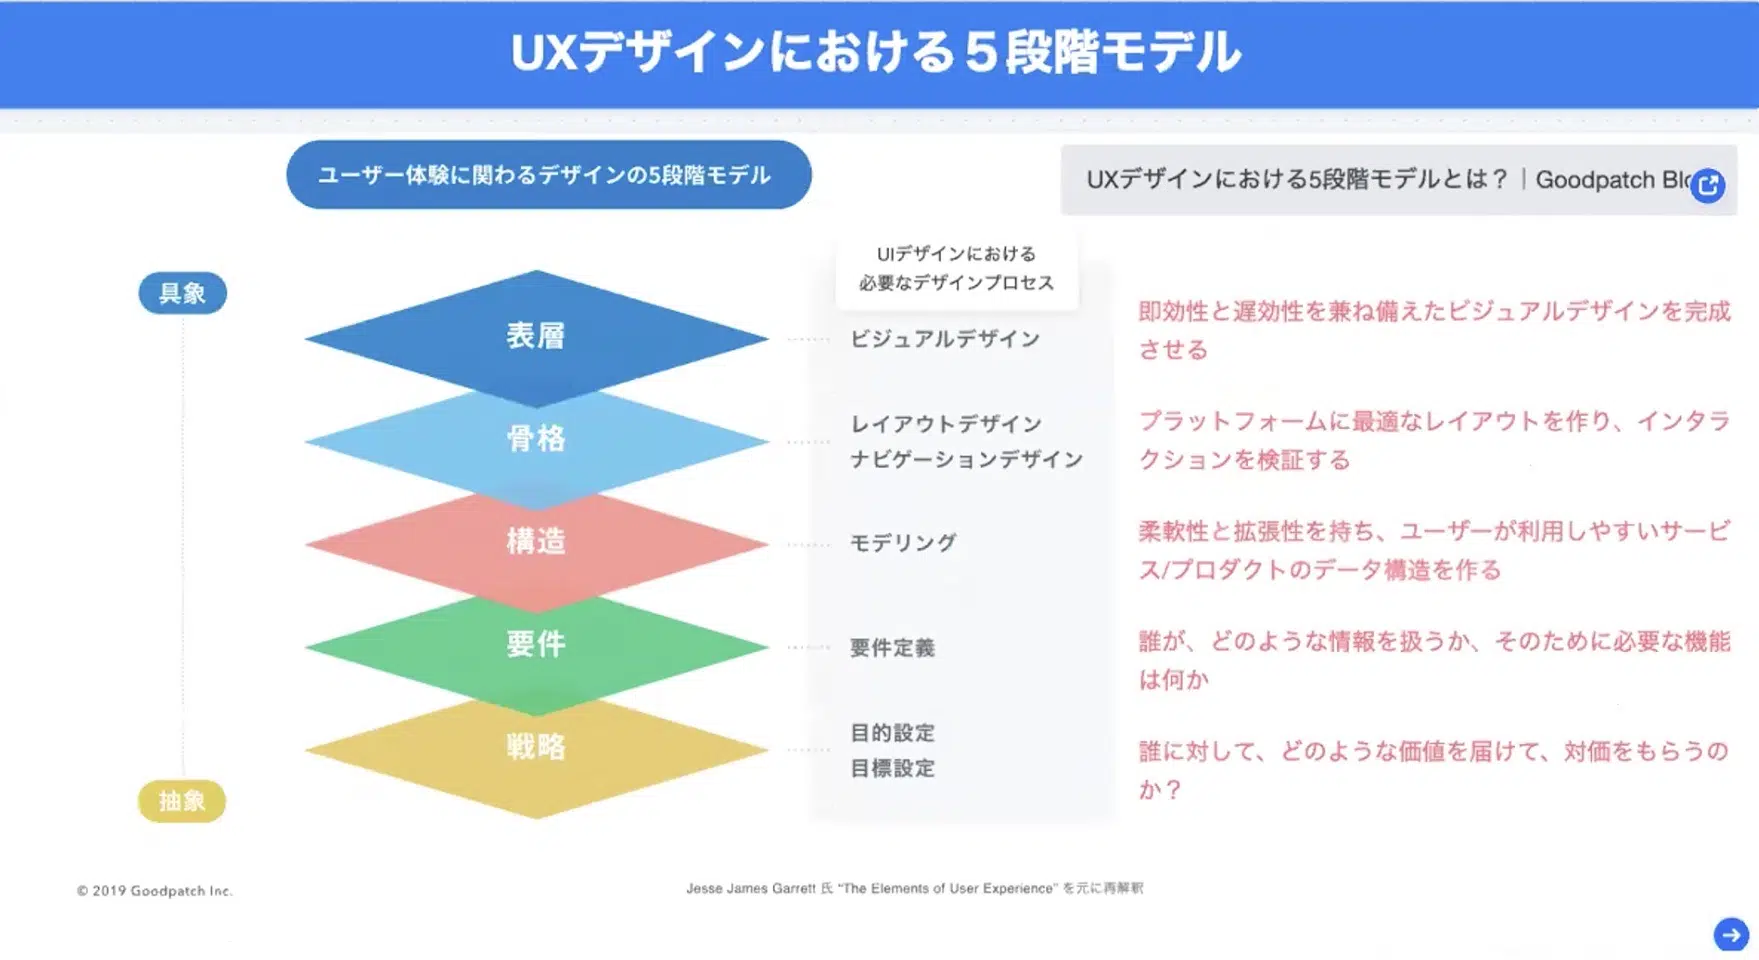 UXデザインにおける５段階モデル
ユーザー体験に関わるデザインの5段階モデル
UXデザインにおける5段階モデルとは？｜Goodpatch Blo
UIデザインにおける
必要なデザインプロセス
具象
表層
ビジュアルデザイン
即効性と遅効性を兼ね備えたビジュアルデザインを完成
させる
骨格
レイアウトデザイン
ナビゲーションデザイン
プラットフォームに最適なレイアウトを作り、インタラ
クションを検証する
構造
モデリング
柔軟性と拡張性を持ち、ユーザーが利用しやすいサービ
ス/プロダクトのデータ構造を作る
要件
要件定義
誰が、どのような情報を扱うか、そのために必要な機能
は何か
戦略
目的設定
目標設定
誰に対して、どのような価値を届けて、対価をもらうの
か？
抽象
© 2019 Goodpatch Inc.
Jesse James Garrett 氏 “The Elements of User Experience” を元に再解釈